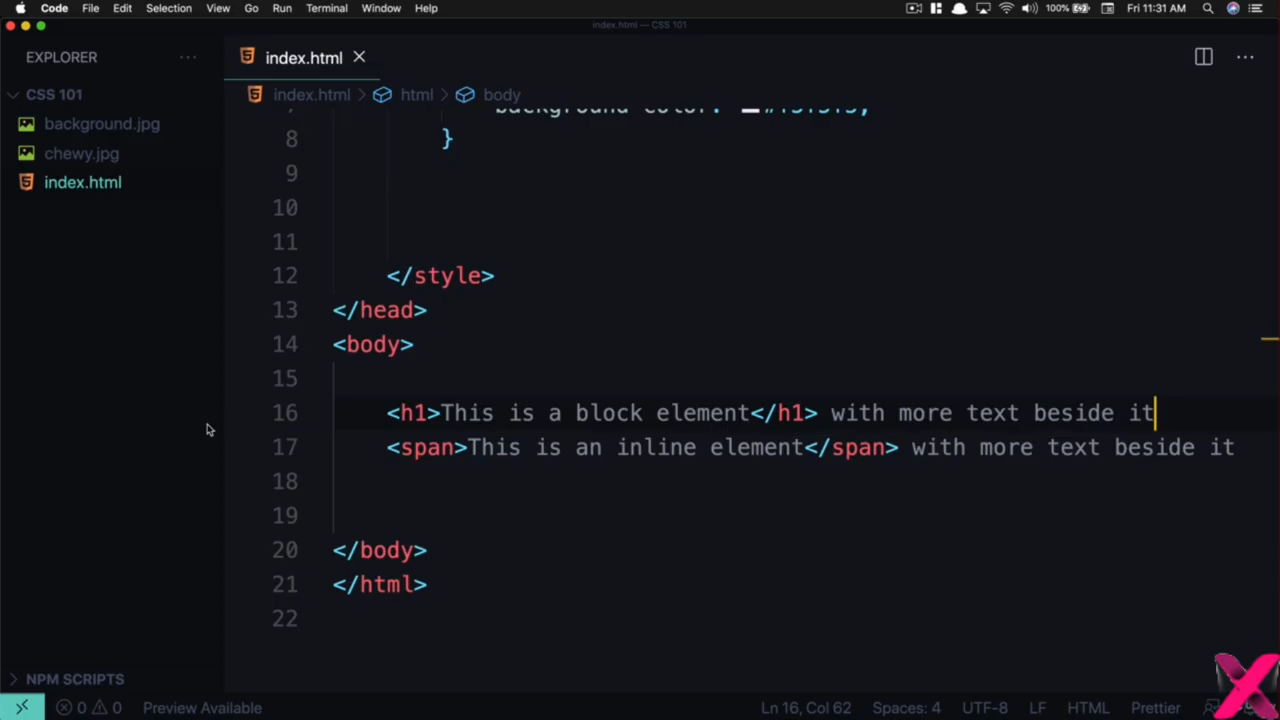 Code File Edit Selection View Go Run Terminal Window Help 100% Fri 11:31 AM
index.html — CSS 101
EXPLORER
index.html
CSS 101
index.html > html > body
background.jpg
chewy.jpg
index.html
8 }
9
10
11
12 </style>
13 </head>
14 <body>
15
16 <h1>This is a block element</h1> with more text beside it
17 <span>This is an inline element</span> with more text beside it
18
19
20 </body>
21 </html>
22
NPM SCRIPTS
0 0 Preview Available Ln 16, Col 62 Spaces: 4 UTF-8 LF HTML Prettier